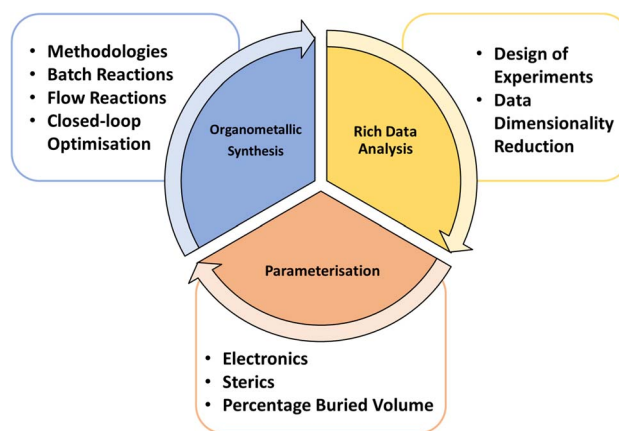 • Methodologies
• Batch Reactions
• Flow Reactions
• Closed-loop
Optimisation
Organometallic
Synthesis
Rich Data
Analysis
• Design of
Experiments
• Data
Dimensionality
Reduction
Parameterisation
• Electronics
• Sterics
• Percentage Buried Volume